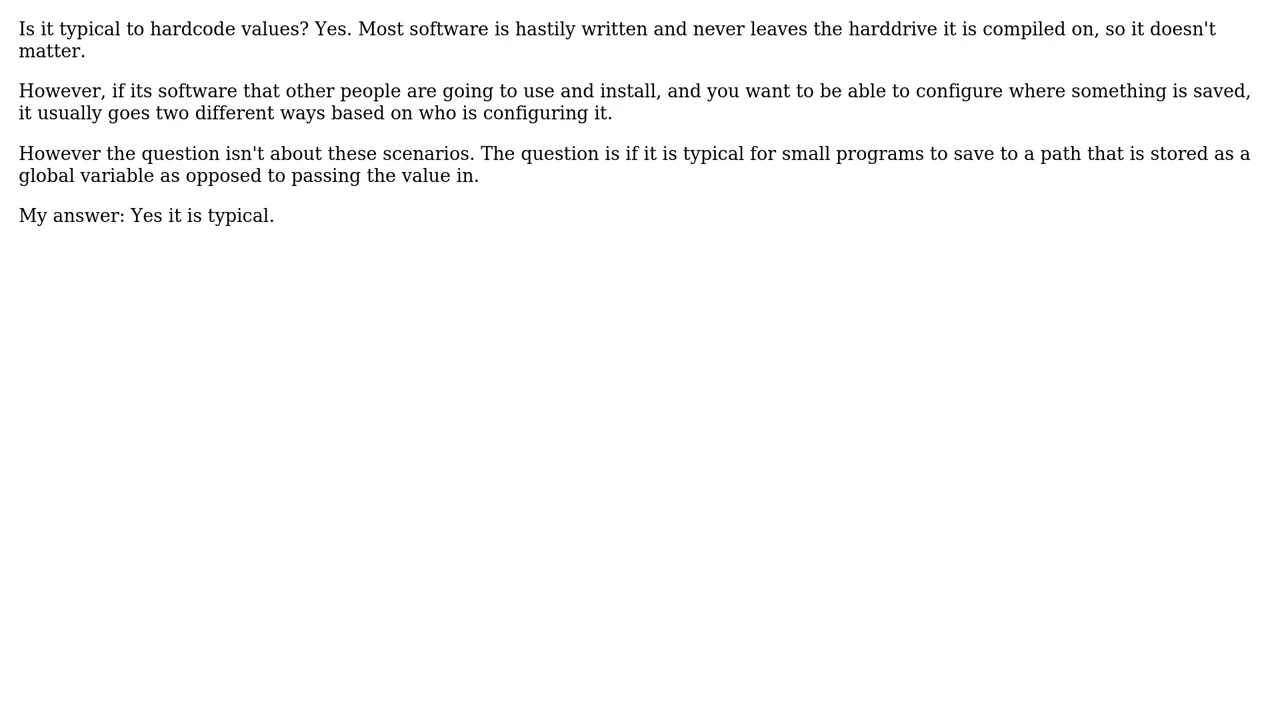 Is it typical to hardcode values? Yes. Most software is hastily written and never leaves the harddrive it is compiled on, so it doesn't
matter.
However, if its software that other people are going to use and install, and you want to be able to configure where something is saved,
it usually goes two different ways based on who is configuring it.
However the question isn't about these scenarios. The question is if it is typical for small programs to save to a path that is stored as a
global variable as opposed to passing the value in.
My answer: Yes it is typical.